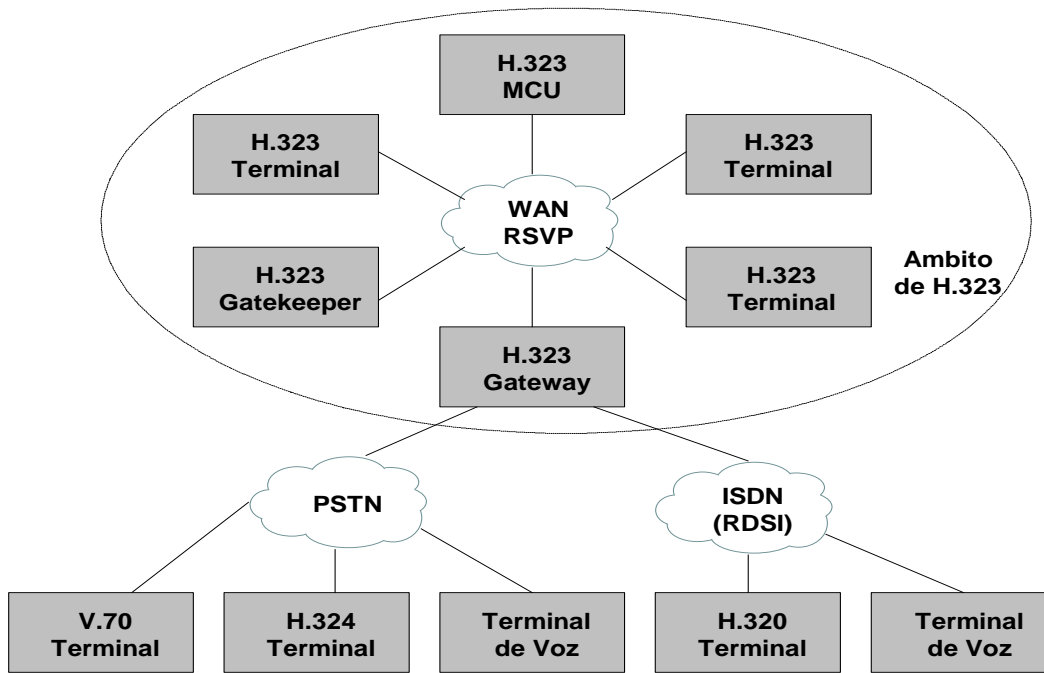 H.323
MCU
H.323
Terminal
H.323
Terminal
WAN
RSVP
H.323
Gatekeeper
H.323
Terminal
Ambito
de H.323
H.323
Gateway
PSTN
ISDN
(RDSI)
V.70
Terminal
H.324
Terminal
Terminal
de Voz
H.320
Terminal
Terminal
de Voz